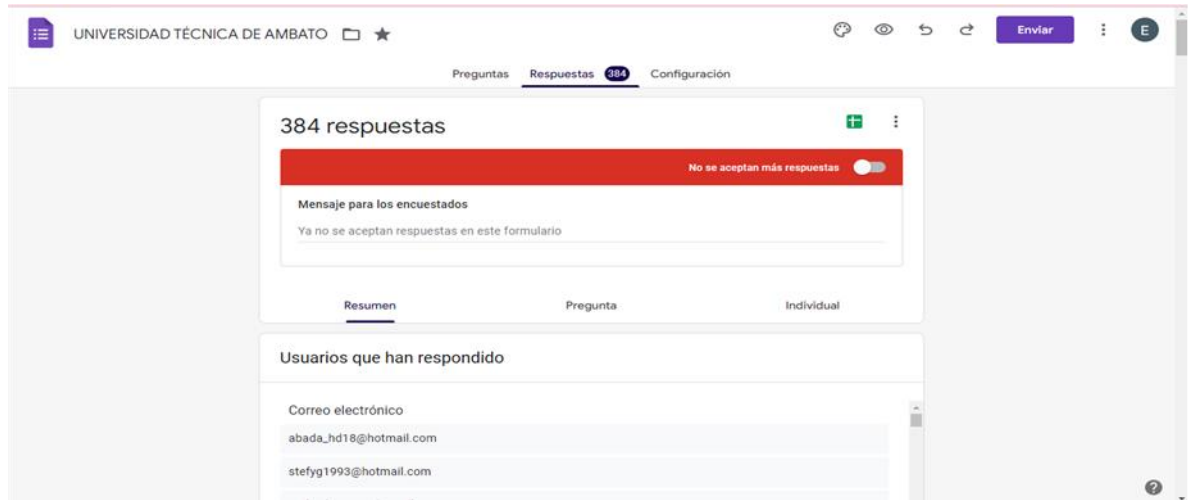 UNIVERSIDAD TÉCNICA DE AMBATO
Enviar
E
Preguntas Respuestas 384 Configuración
384 respuestas
No se aceptan más respuestas
Mensaje para los encuestados
Ya no se aceptan respuestas en este formulario
Resumen Pregunta Individual
Usuarios que han respondido
Correo electrónico
abada_hd18@hotmail.com
stefyg1993@hotmail.com